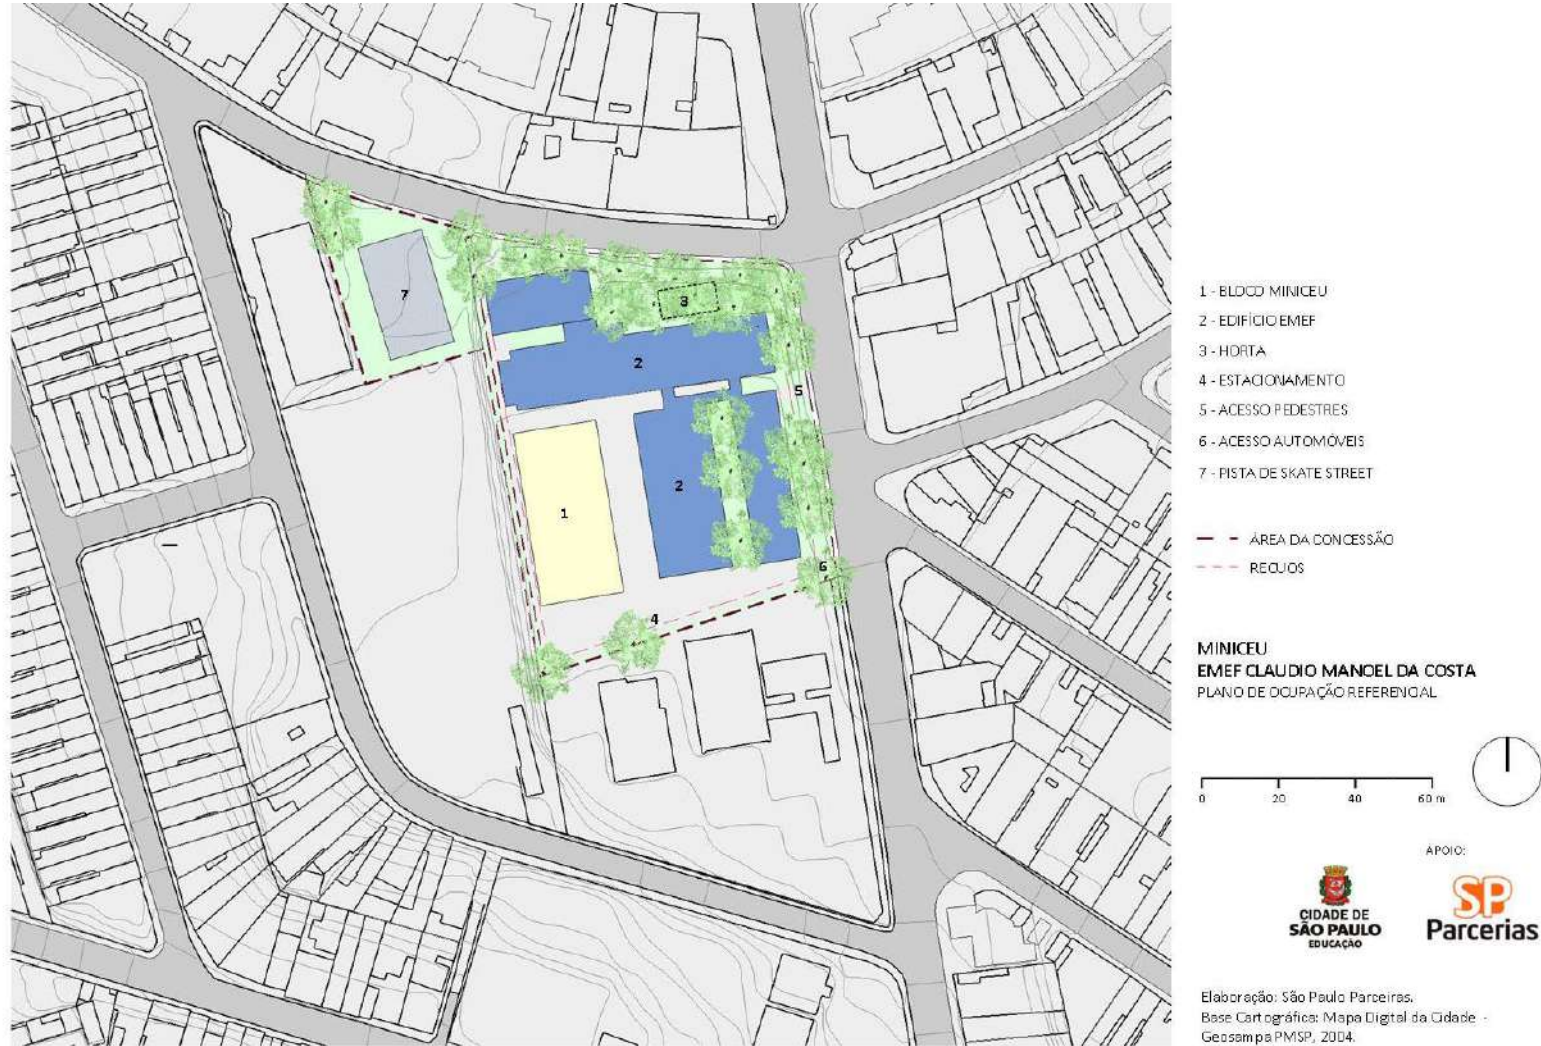 7
3
2
5
2
1
6
4
1 - BLOCO MINICEU
2 - EDIFÍCIO EMEF
3 - HORTA
4 - ESTACIONAMENTO
5 - ACESSO PEDESTRES
6 - ACESSO AUTOMÓVEIS
7 - PISTA DE SKATE STREET
ÁREA DA CONCESSÃO
RECUOS
MINICEU
EMEF CLAUDIO MANOEL DA COSTA
PLANO DE OCUPAÇÃO REFERENCIAL
0 20 40 60 m
APOIO:
CIDADE DE
SÃO PAULO
EDUCAÇÃO
SP
Parcerias
Elaboração: São Paulo Parceiras.
Base Cartográfica: Mapa Digital da Cidade -
Geosampa PMSP, 2004.